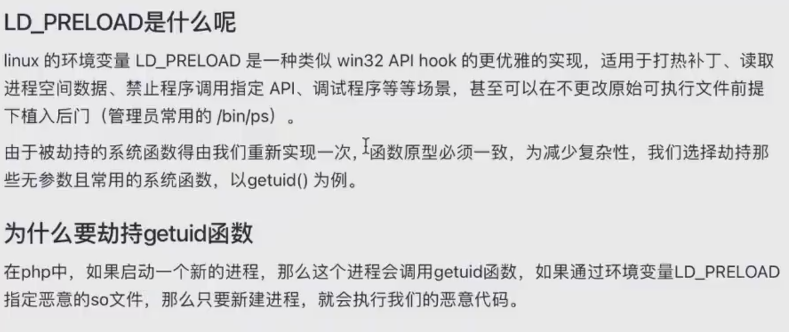 LD_PRELOAD是什么呢
linux 的环境变量 LD_PRELOAD 是一种类似 win32 API hook 的更优雅的实现，适用于打热补丁、读取
进程空间数据、禁止程序调用指定 API、调试程序等等场景，甚至可以在不更改原始可执行文件前提
下植入后门（管理员常用的 /bin/ps）。
由于被劫持的系统函数得由我们重新实现一次，函数原型必须一致，为减少复杂性，我们选择劫持那
些无参数且常用的系统函数，以getuid() 为例。
为什么要劫持getuid函数
在php中，如果启动一个新的进程，那么这个进程会调用getuid函数，如果通过环境变量LD_PRELOAD
指定恶意的so文件，那么只要新建进程，就会执行我们的恶意代码。